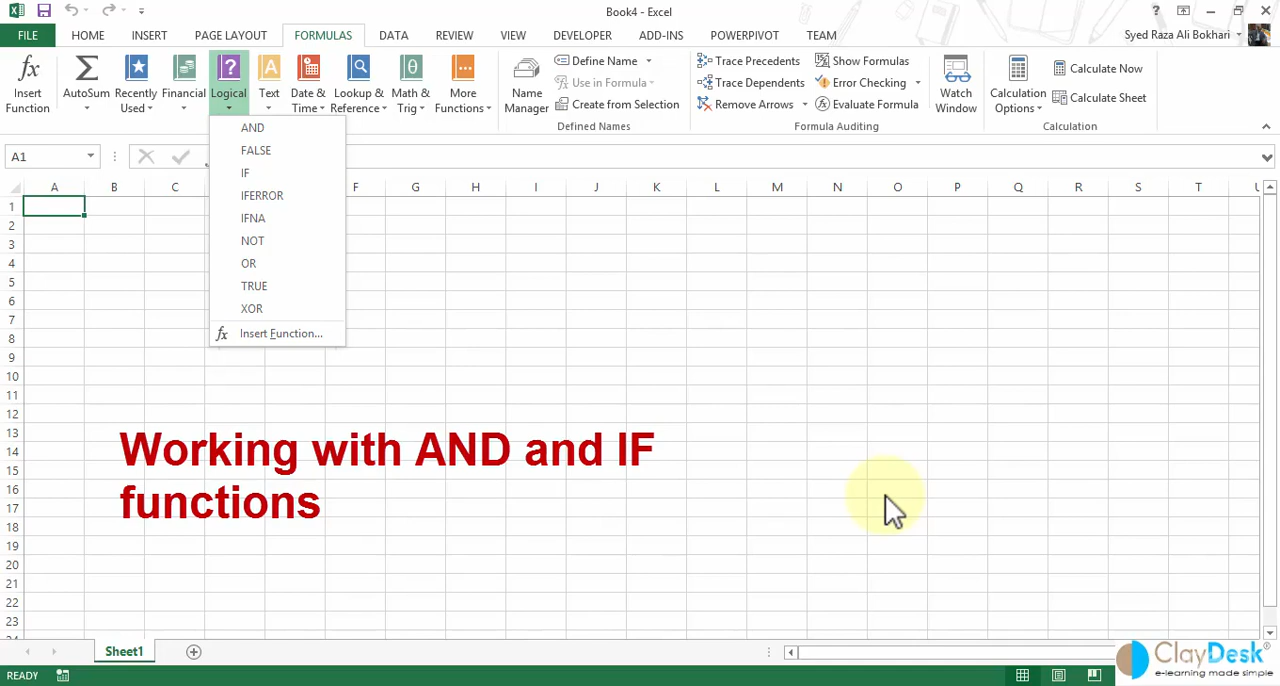 Book4 - Excel
FILE HOME INSERT PAGE LAYOUT FORMULAS DATA REVIEW VIEW DEVELOPER ADD-INS POWERPIVOT TEAM Syed Raza Ali Bokhari
Insert Function
AutoSum
Recently Used
Financial
Logical
Text
Date & Time
Lookup & Reference
Math & Trig
More Functions
Name Manager
Define Name
Use in Formula
Create from Selection
Defined Names
Trace Precedents
Trace Dependents
Remove Arrows
Show Formulas
Error Checking
Evaluate Formula
Formula Auditing
Watch Window
Calculation Options
Calculate Now
Calculate Sheet
Calculation
AND
FALSE
IF
IFERROR
IFNA
NOT
OR
TRUE
XOR
fx Insert Function...
A1
A B C F G H I J K L M N O P Q R S T U
1
2
3
4
5
6
7
8
9
10
11
12
13
14
15
16
17
18
19
20
21
22
23
24
Working with AND and IF
functions
Sheet1
READY
ClayDesk®
e-learning made simple